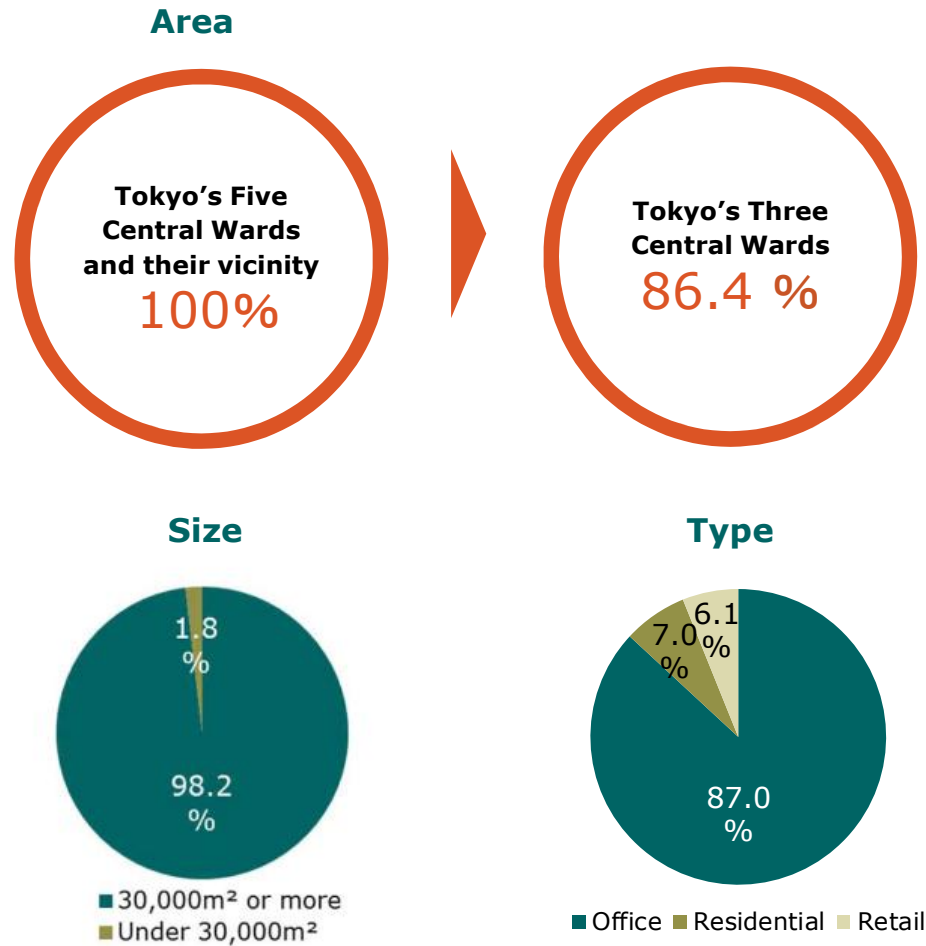 Area
Tokyo’s Five
Central Wards
and their vicinity
100%
Tokyo’s Three
Central Wards
86.4 %
Size
1.8
%
98.2
%
30,000m² or more
Under 30,000m²
Type
6.1
%
7.0
%
87.0
%
Office Residential Retail